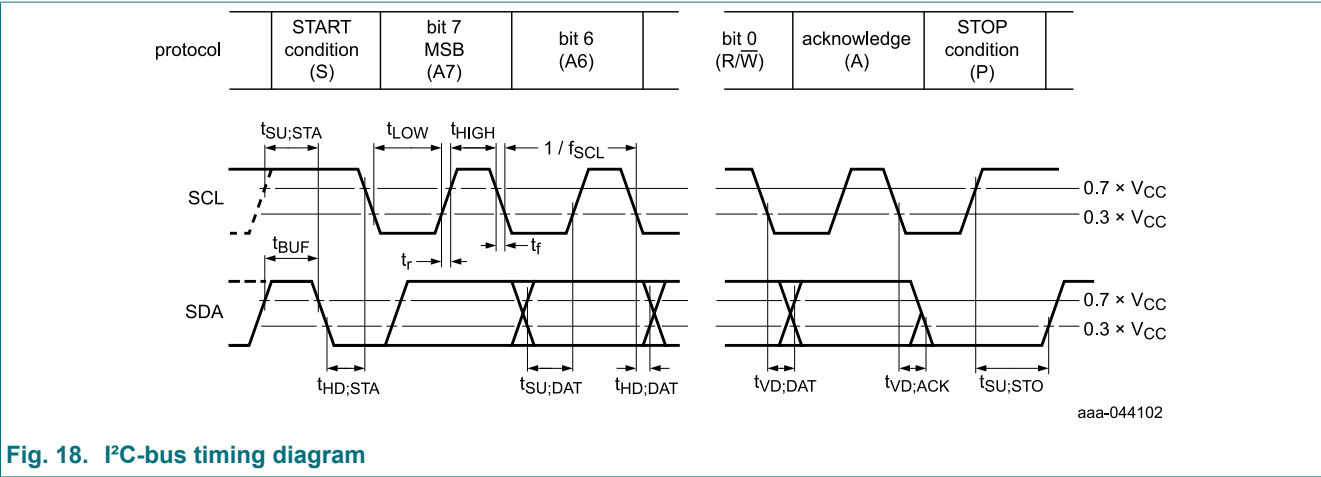 protocol
START condition (S)
bit 7 MSB (A7)
bit 6 (A6)
bit 0 (R/W̅)
acknowledge (A)
STOP condition (P)
tSU;STA
tLOW
tHIGH
1 / fSCL
SCL
0.7 × VCC
0.3 × VCC
tBUF
tr
tf
SDA
0.7 × VCC
0.3 × VCC
tHD;STA
tSU;DAT
tHD;DAT
tVD;DAT
tVD;ACK
tSU;STO
aaa-044102
Fig. 18. I²C-bus timing diagram